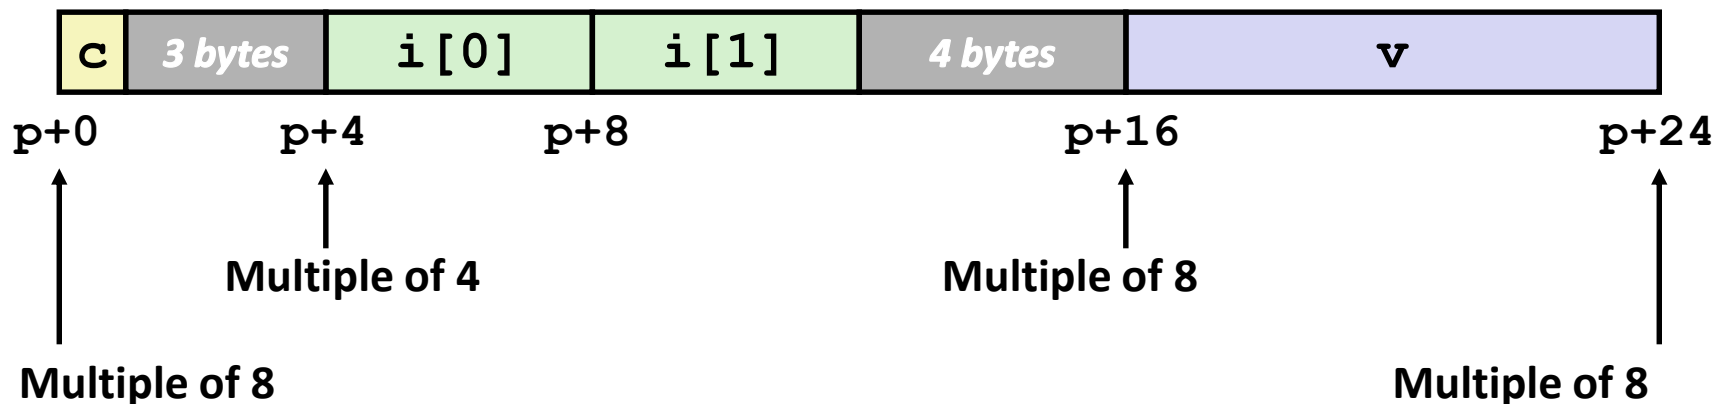 c 3 bytes i[0] i[1] 4 bytes v
p+0 p+4 p+8 p+16 p+24
Multiple of 4 Multiple of 8
Multiple of 8 Multiple of 8